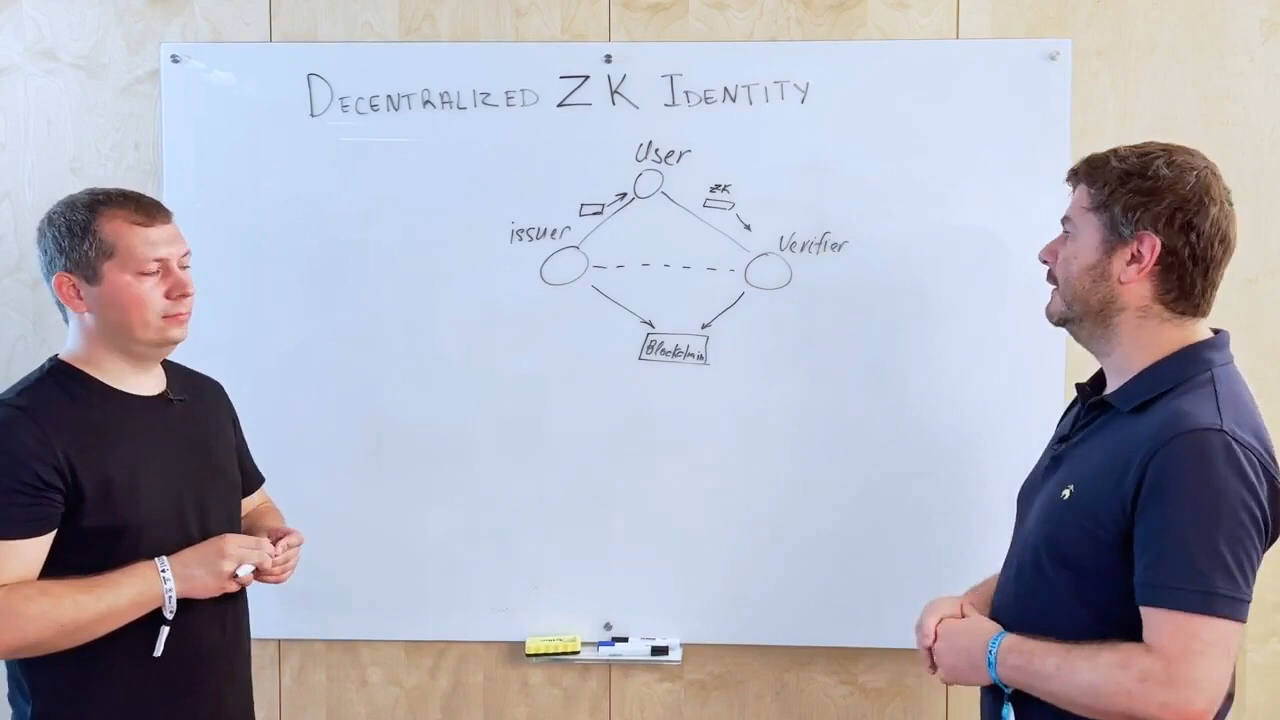 DECENTRALIZED ZK IDENTITY
User
ZK
issuer
Verifier
Blockchain